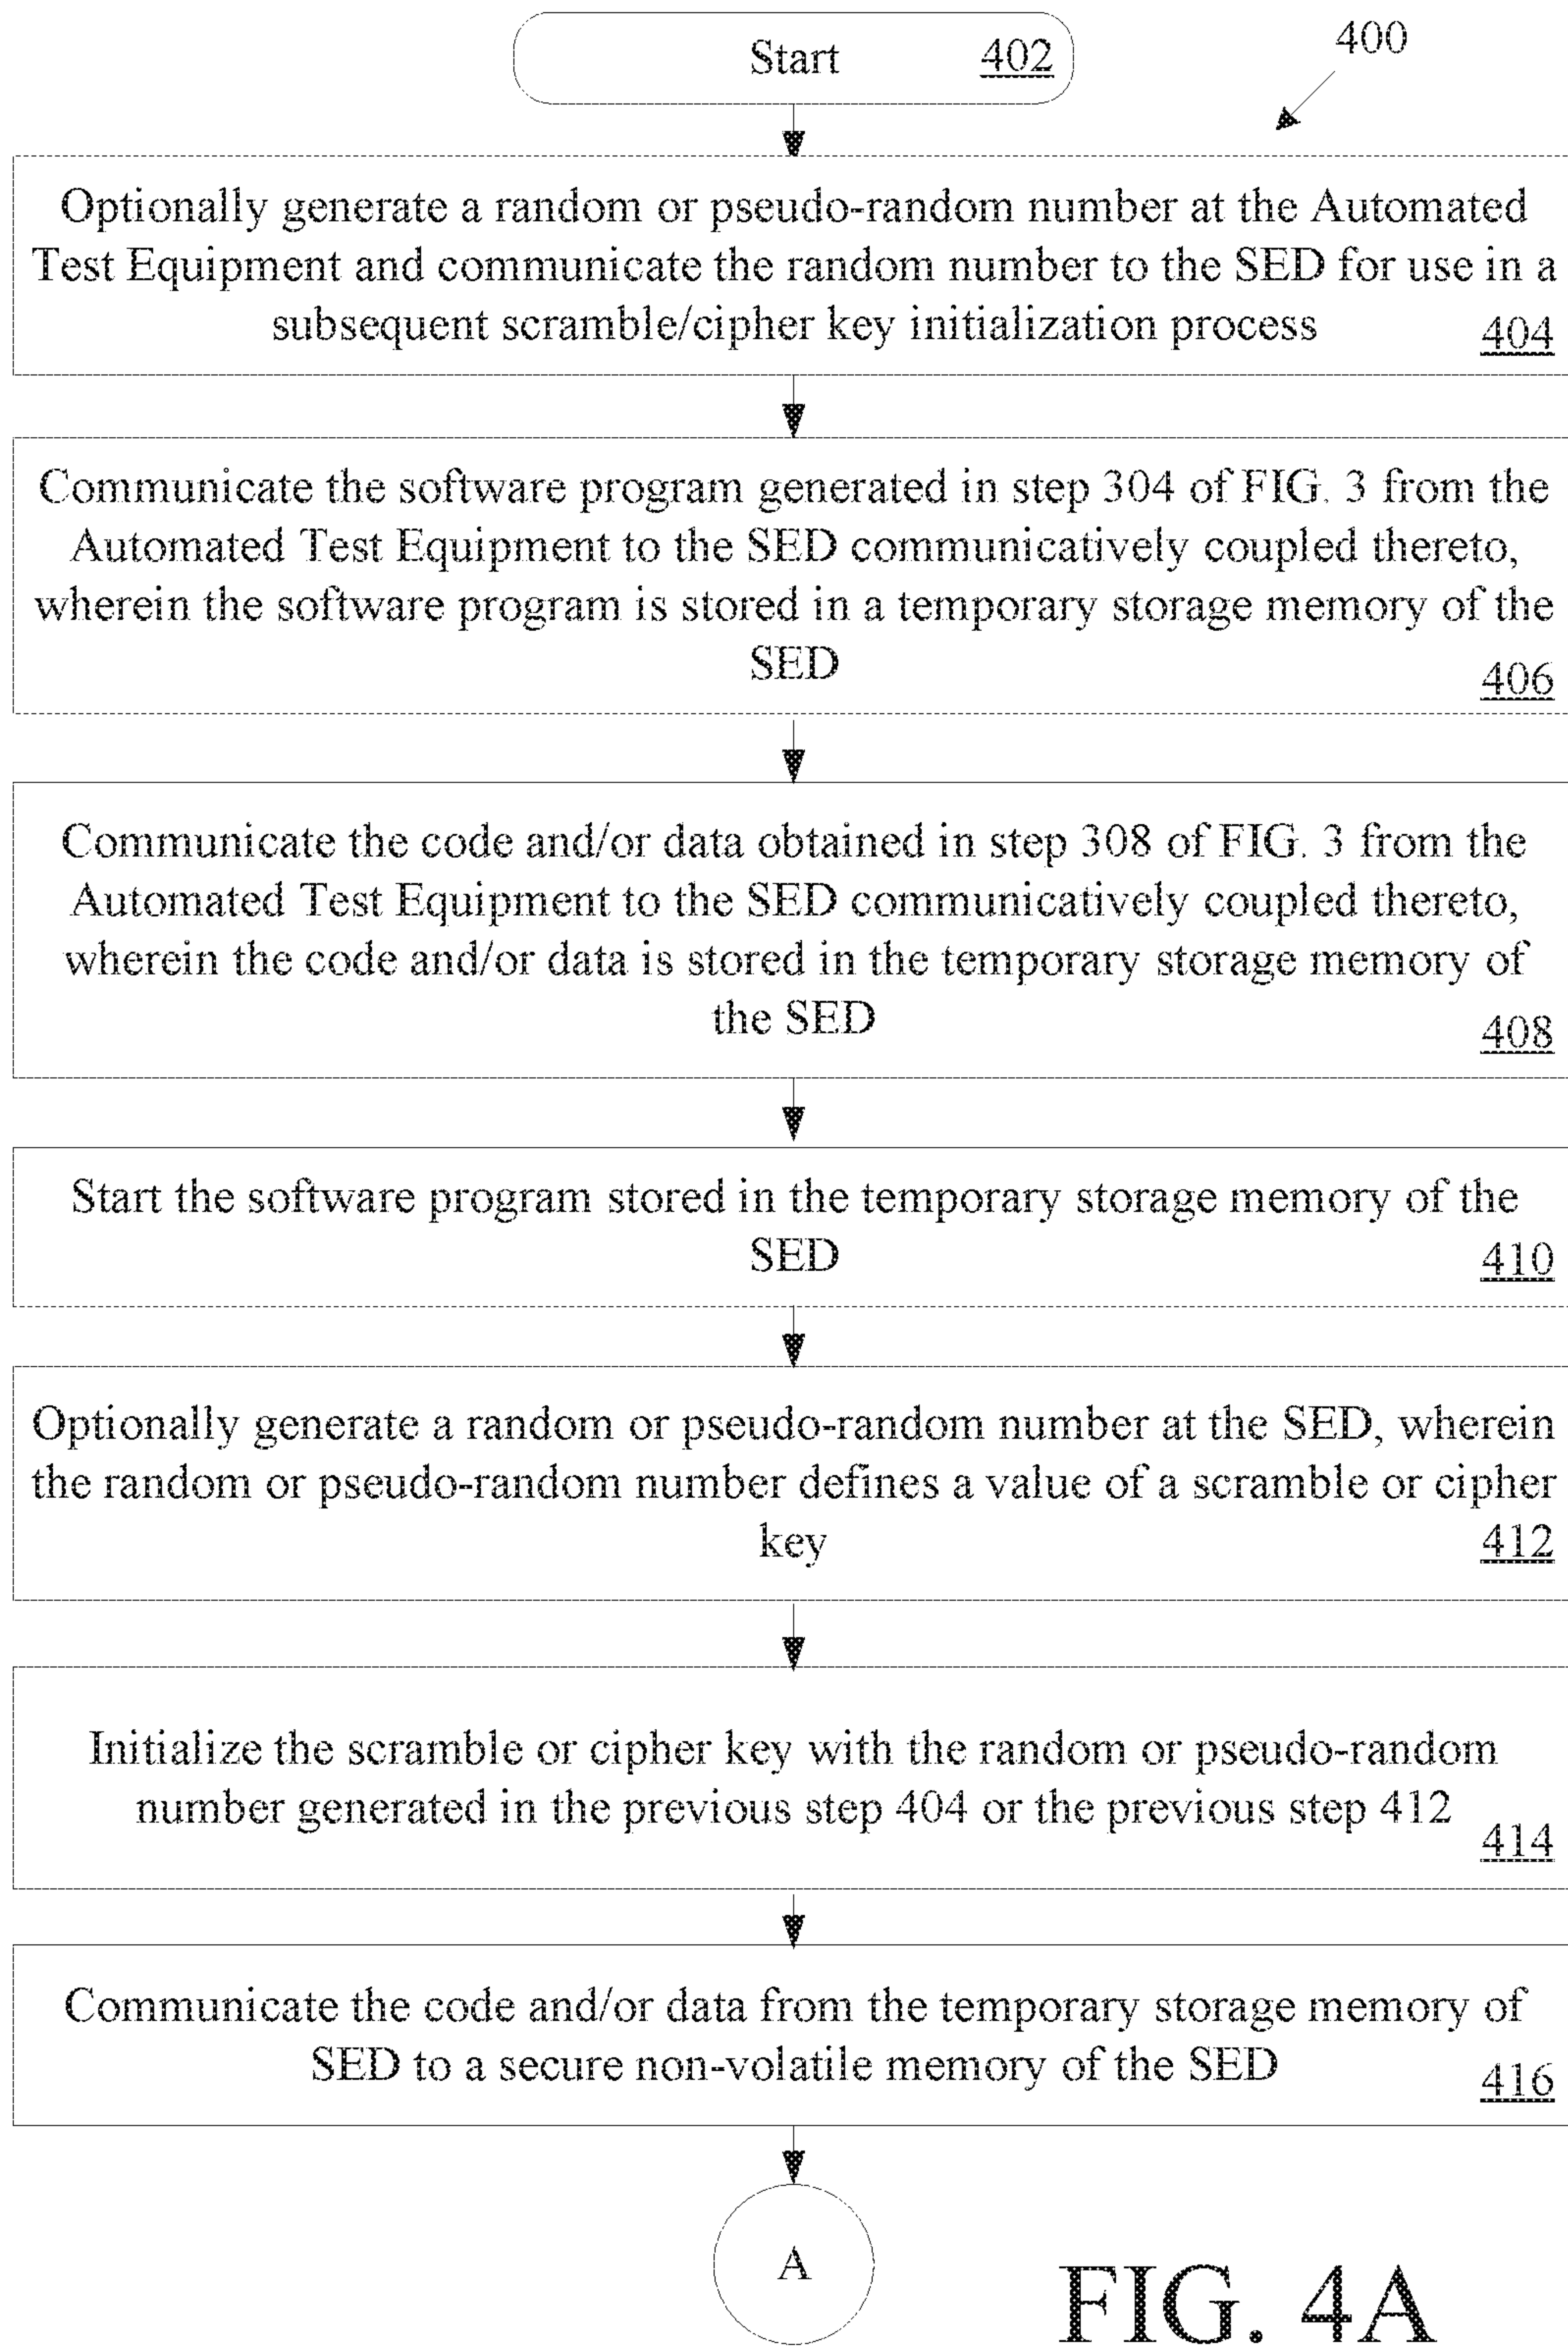 Start 402
400
Optionally generate a random or pseudo-random number at the Automated
Test Equipment and communicate the random number to the SED for use in a
subsequent scramble/cipher key initialization process
404
Communicate the software program generated in step 304 of FIG. 3 from the
Automated Test Equipment to the SED communicatively coupled thereto,
wherein the software program is stored in a temporary storage memory of the
SED
406
Communicate the code and/or data obtained in step 308 of FIG. 3 from the
Automated Test Equipment to the SED communicatively coupled thereto,
wherein the code and/or data is stored in the temporary storage memory of
the SED
408
Start the software program stored in the temporary storage memory of the
SED
410
Optionally generate a random or pseudo-random number at the SED, wherein
the random or pseudo-random number defines a value of a scramble or cipher
key
412
Initialize the scramble or cipher key with the random or pseudo-random
number generated in the previous step 404 or the previous step 412
414
Communicate the code and/or data from the temporary storage memory of
SED to a secure non-volatile memory of the SED
416
A
FIG. 4A